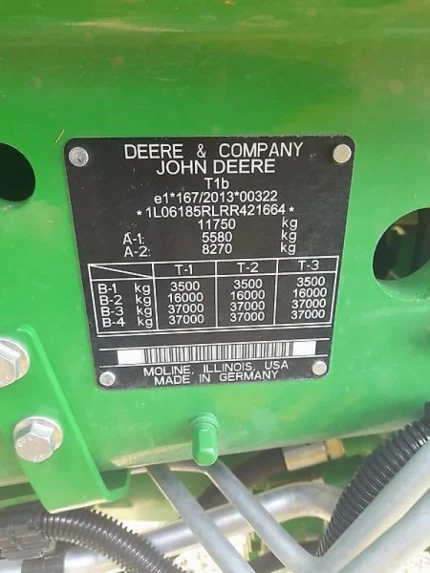 DEERE & COMPANY
JOHN DEERE
T1b
e1*167/2013*00322
*1L06185RLRR421664*
11750 kg
A-1: 5580 kg
A-2: 8270 kg
T-1 T-2 T-3
B-1 kg 3500 3500 3500
B-2 kg 16000 16000 16000
B-3 kg 37000 37000 37000
B-4 kg 37000 37000 37000
MOLINE, ILLINOIS, USA
MADE IN GERMANY